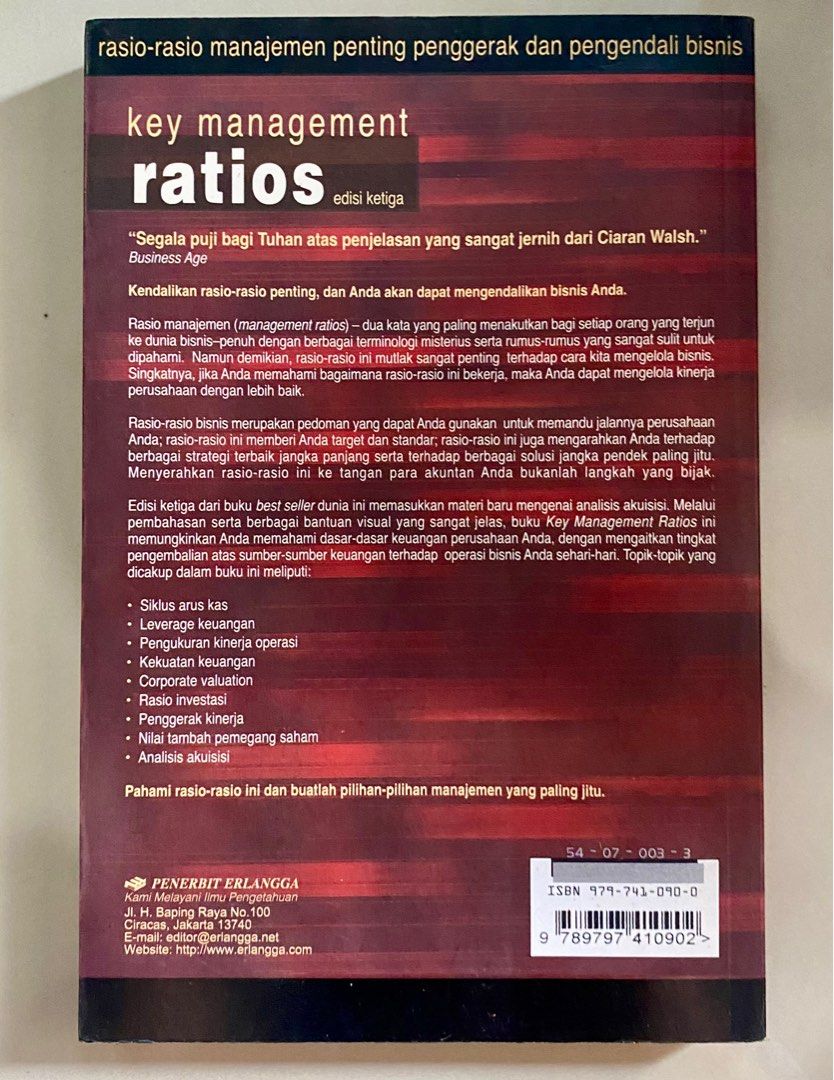 rasio-rasio manajemen penting penggerak dan pengendali bisnis
key management
ratios edisi ketiga
“Segala puji bagi Tuhan atas penjelasan yang sangat jernih dari Ciaran Walsh.”
Business Age
Kendalikan rasio-rasio penting, dan Anda akan dapat mengendalikan bisnis Anda.
Rasio manajemen (management ratios) – dua kata yang paling menakutkan bagi setiap orang yang terjun
ke dunia bisnis–penuh dengan berbagai terminologi misterius serta rumus-rumus yang sangat sulit untuk
dipahami. Namun demikian, rasio-rasio ini mutlak sangat penting terhadap cara kita mengelola bisnis.
Singkatnya, jika Anda memahami bagaimana rasio-rasio ini bekerja, maka Anda dapat mengelola kinerja
perusahaan dengan lebih baik.
Rasio-rasio bisnis merupakan pedoman yang dapat Anda gunakan untuk memandu jalannya perusahaan
Anda; rasio-rasio ini memberi Anda target dan standar; rasio-rasio ini juga mengarahkan Anda terhadap
berbagai strategi terbaik jangka panjang serta terhadap berbagai solusi jangka pendek paling jitu.
Menyerahkan rasio-rasio ini ke tangan para akuntan Anda bukanlah langkah yang bijak.
Edisi ketiga dari buku best seller dunia ini memasukkan materi baru mengenai analisis akuisisi. Melalui
pembahasan serta berbagai bantuan visual yang sangat jelas, buku Key Management Ratios ini
memungkinkan Anda memahami dasar-dasar keuangan perusahaan Anda, dengan mengaitkan tingkat
pengembalian atas sumber-sumber keuangan terhadap operasi bisnis Anda sehari-hari. Topik-topik yang
dicakup dalam buku ini meliputi:
• Siklus arus kas
• Leverage keuangan
• Pengukuran kinerja operasi
• Kekuatan keuangan
• Corporate valuation
• Rasio investasi
• Penggerak kinerja
• Nilai tambah pemegang saham
• Analisis akuisisi
Pahami rasio-rasio ini dan buatlah pilihan-pilihan manajemen yang paling jitu.
PENERBIT ERLANGGA
Kami Melayani Ilmu Pengetahuan
Jl. H. Baping Raya No.100
Ciracas, Jakarta 13740
E-mail: editor@erlangga.net
Website: http://www.erlangga.com
54 - 07 - 003 - 3
ISBN 979-741-090-0
9 789797 410902 >